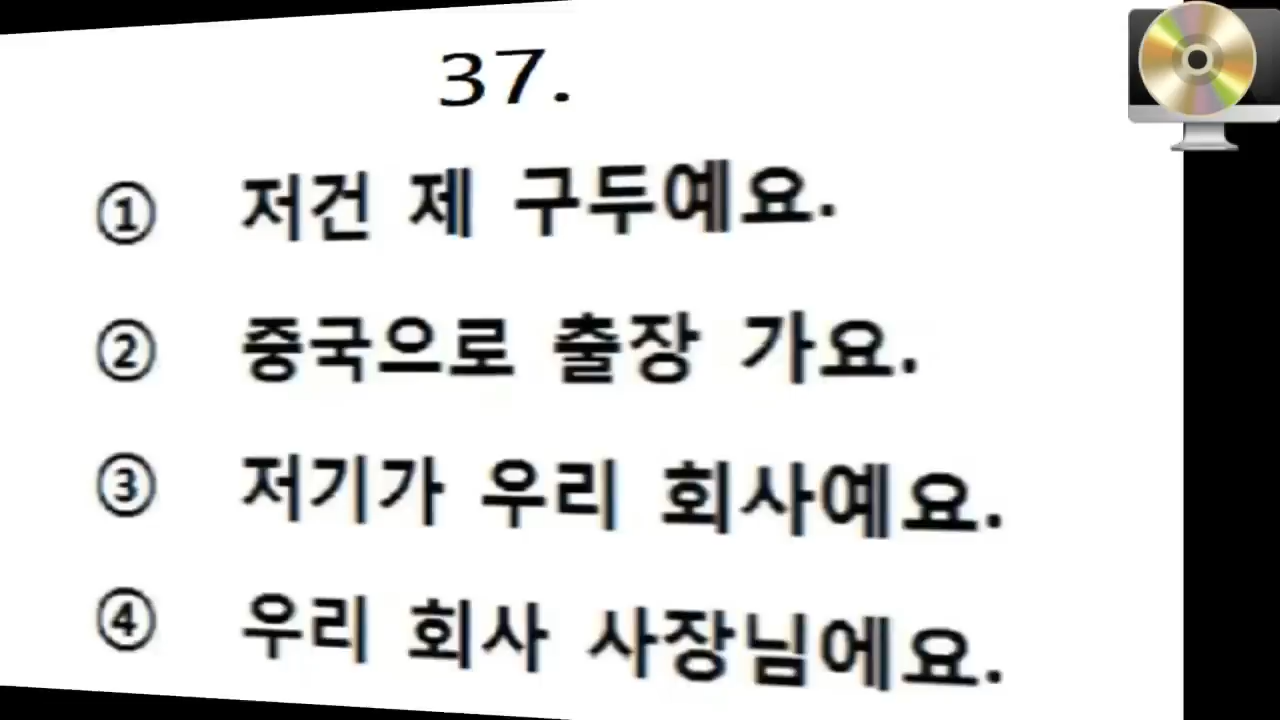 37.
① 저건 제 구두예요.
② 중국으로 출장 가요.
③ 저기가 우리 회사예요.
④ 우리 회사 사장님에요.